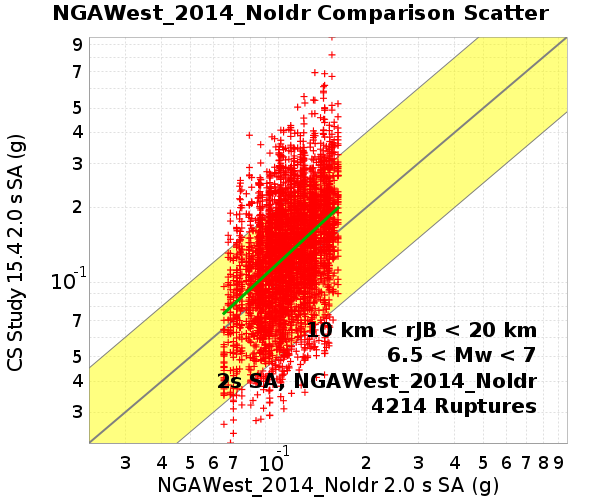 NGAWest_2014_NoIdr Comparison Scatter
9
7
5
4
3
2
10-1
7
5
4
3
CS Study 15.4 2.0 s SA (g)
10 km < rJB < 20 km
6.5 < Mw < 7
2s SA, NGAWest_2014_NoIdr
4214 Ruptures
3 4 5 6 7 10-1 2 3 4 5 6 7 8 9
NGAWest_2014_NoIdr 2.0 s SA (g)